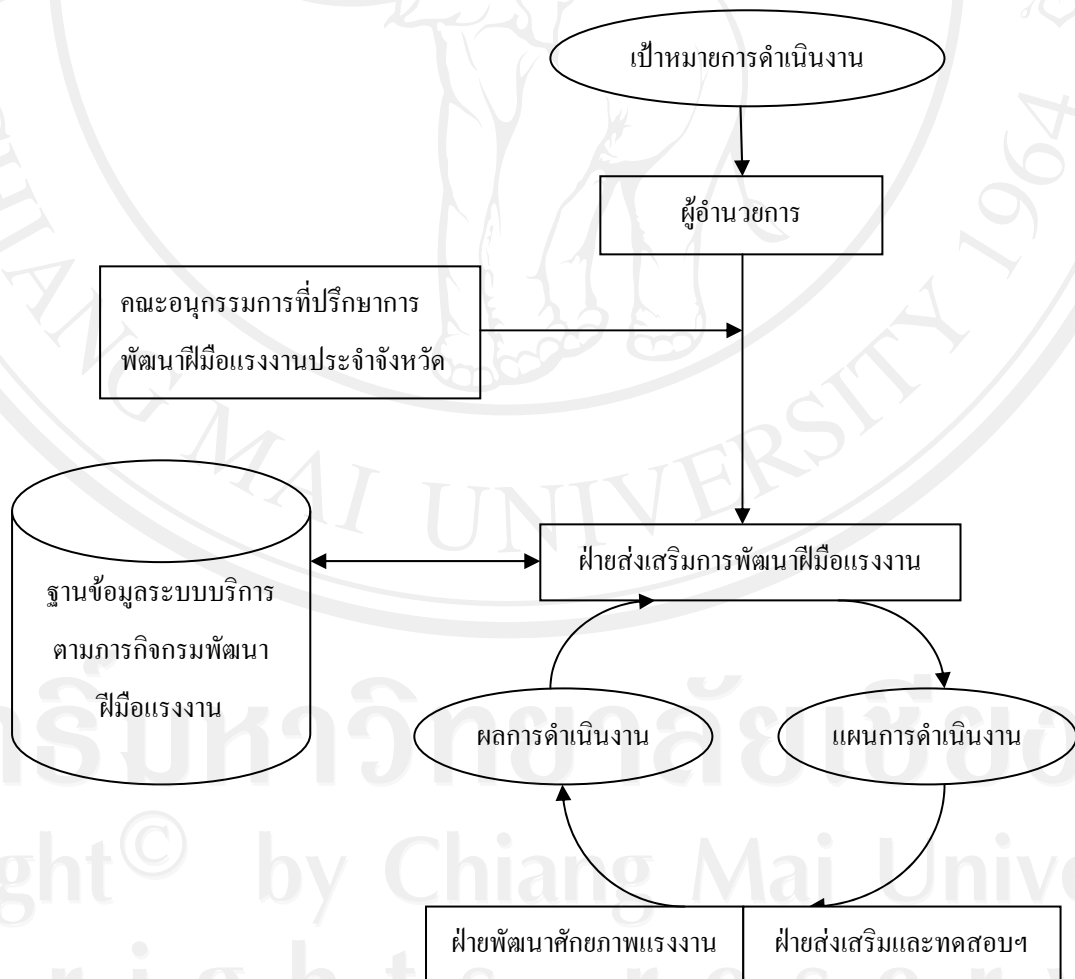 เป้าหมายการดำเนินงาน
ผู้อำนวยการ
คณะอนุกรรมการที่ปรึกษาการ
พัฒนาฝีมือแรงงานประจำจังหวัด
ฝ่ายส่งเสริมการพัฒนาฝีมือแรงงาน
ฐานข้อมูลระบบบริการ
ตามภารกิจกรมพัฒนา
ฝีมือแรงงาน
ผลการดำเนินงาน
แผนการดำเนินงาน
ฝ่ายพัฒนาศักยภาพแรงงาน
ฝ่ายส่งเสริมและทดสอบฯ
CHIANG MAI UNIVERSITY 1964
© by Chiang Mai